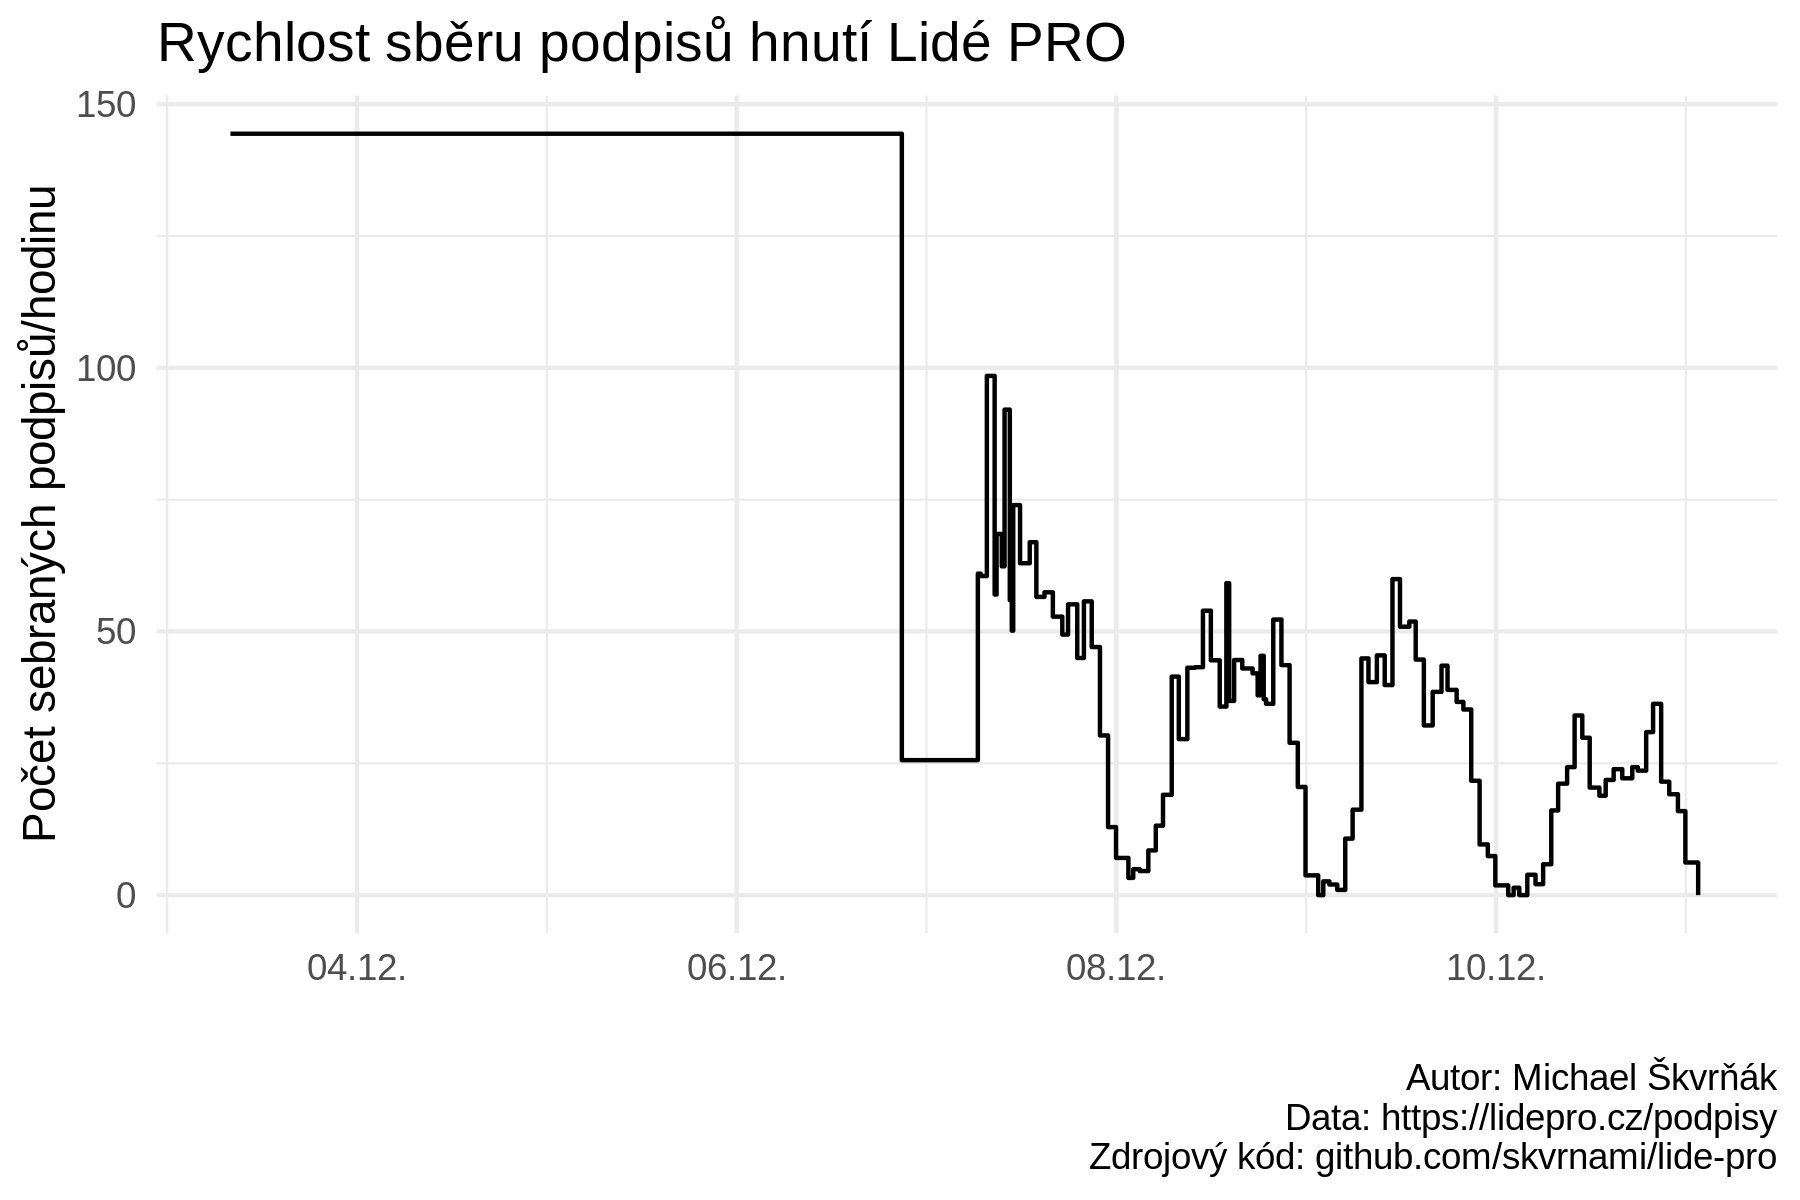 Rychlost sběru podpisů hnutí Lidé PRO
Počet sebraných podpisů/hodinu
150
100
50
0
04.12.
06.12.
08.12.
10.12.
Autor: Michael Škvrňák
Data: https://lidepro.cz/podpisy
Zdrojový kód: github.com/skvrnami/lide-pro